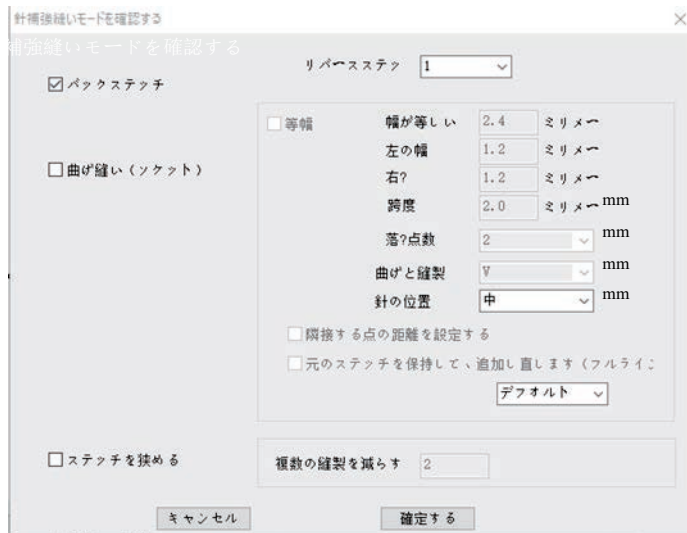 針補強縫いモードを確認する
補強縫いモードを確認する
リバースステッ 1
☑バックステッチ
□等幅 幅が等しい 2.4 ミリメー
左の幅 1.2 ミリメー
□曲げ縫い(ソケット)
右? 1.2 ミリメー
跨度 2.0 ミリメー mm
落?点数 2 mm
曲げと縫製 V mm
針の位置 中 mm
□隣接する点の距離を設定する
□元のステッチを保持して、追加し直します(フルライン
デフォルト
□ステッチを狭める 複数の縫製を減らす 2
キャンセル 確定する